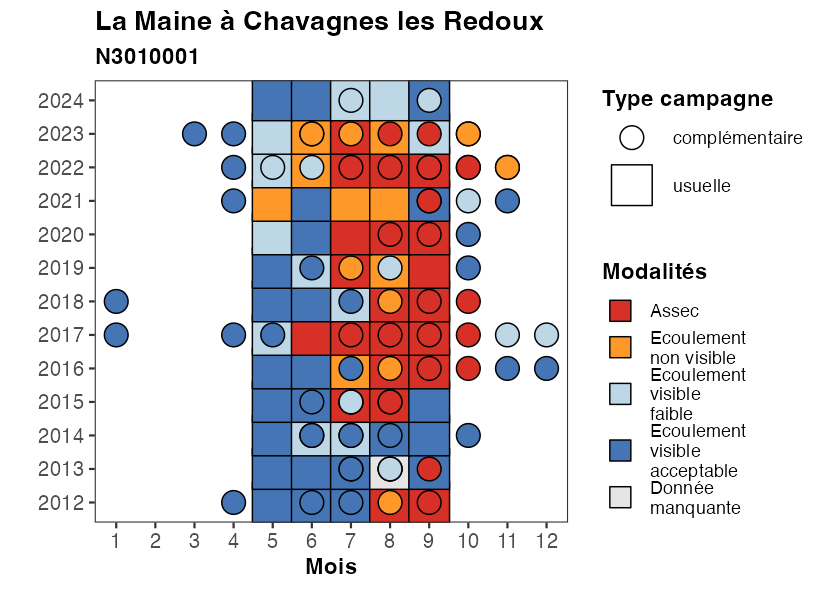 La Maine à Chavagnes les Redoux
N3010001
2024
2023
2022
2021
2020
2019
2018
2017
2016
2015
2014
2013
2012
1 2 3 4 5 6 7 8 9 10 11 12
Mois
Type campagne
complémentaire
usuelle
Modalités
Assec
Ecoulement
non visible
Ecoulement
visible
faible
Ecoulement
visible
acceptable
Donnée
manquante